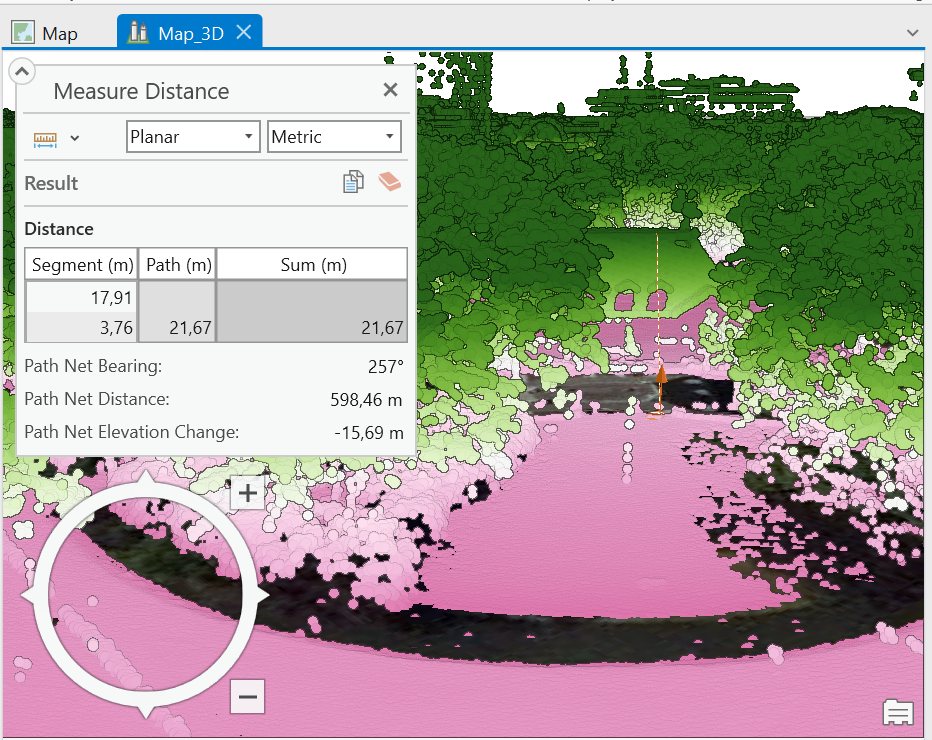 Map
Map_3D
Measure Distance
Planar
Metric
Result
Distance
Segment (m) Path (m) Sum (m)
17,91
3,76 21,67 21,67
Path Net Bearing: 257°
Path Net Distance: 598,46 m
Path Net Elevation Change: -15,69 m